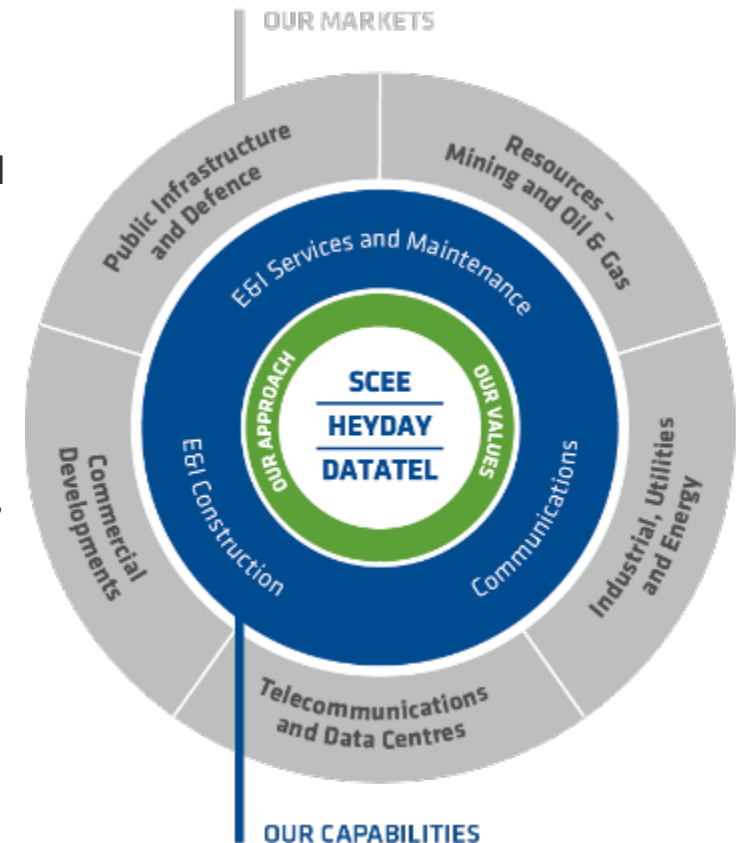 OUR MARKETS
Public Infrastructure
and Defence
Resources –
Mining and Oil & Gas
E&I Services and Maintenance
OUR APPROACH
OUR VALUES
SCEE
HEYDAY
DATATEL
Commercial
Developments
E&I Construction
Communications
Industrial, Utilities
and Energy
Telecommunications
and Data Centres
OUR CAPABILITIES